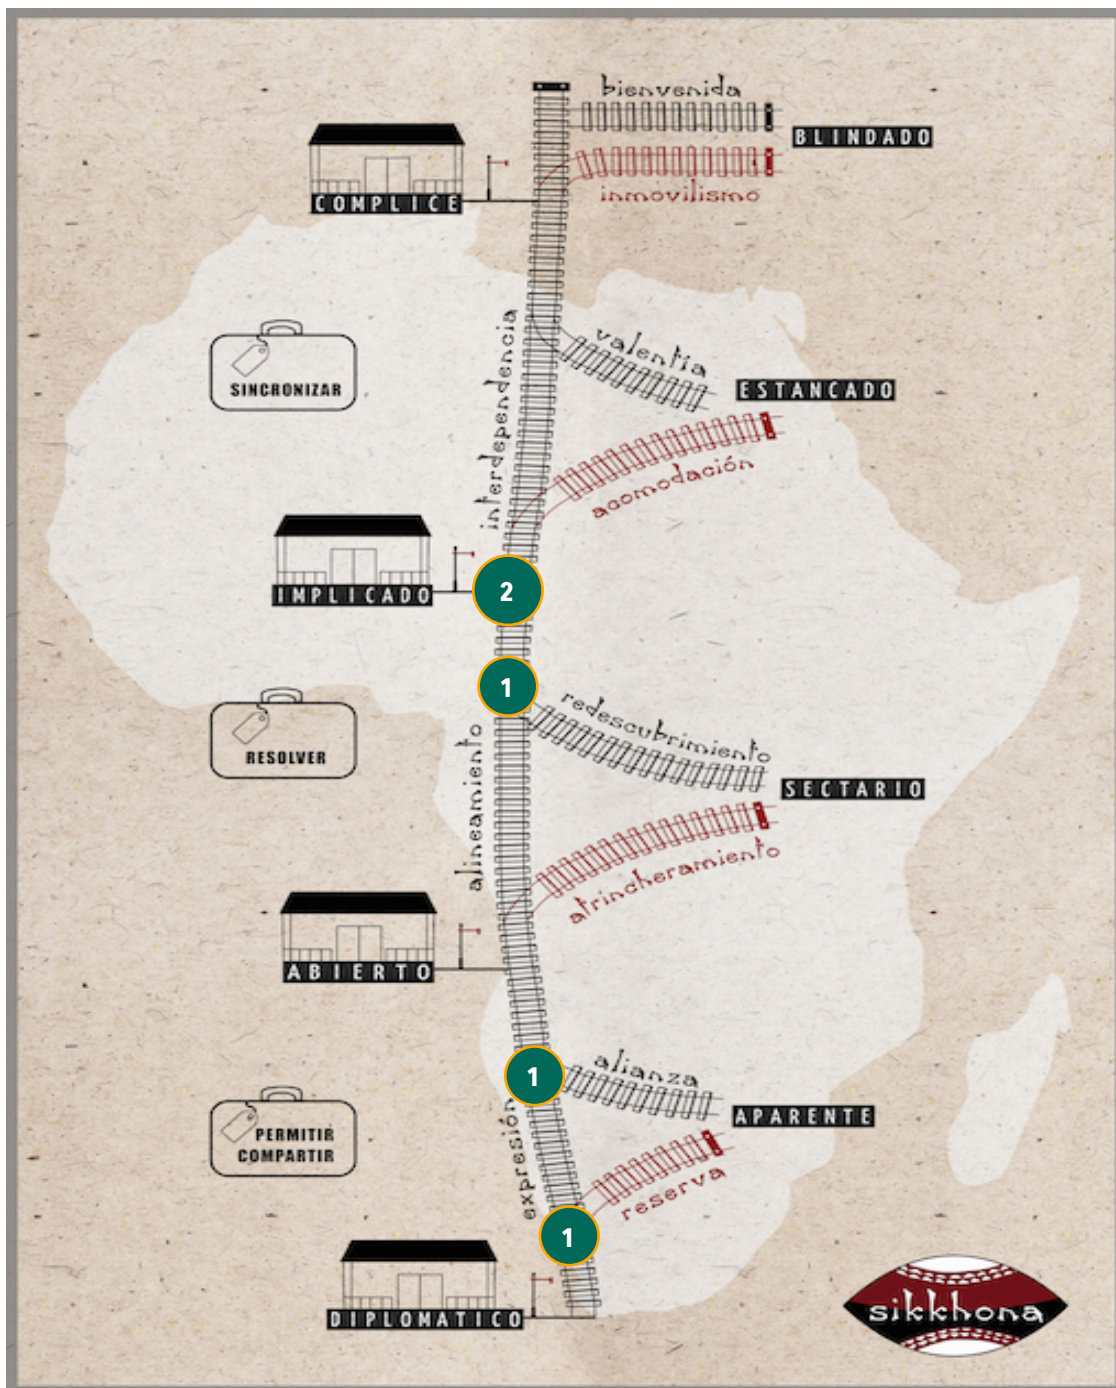 bienvenida
BLINDADO
inmovilismo
COMPLICE
interdependencia
valentía
SINCRONIZAR
ESTANCADO
acomodación
IMPLICADO
2
1
redescubrimiento
alineamiento
RESOLVER
SECTARIO
atrincheramiento
ABIERTO
1
alianza
expresión
APARENTE
PERMITIR
COMPARTIR
reserva
1
DIPLOMATICO
sikkhona